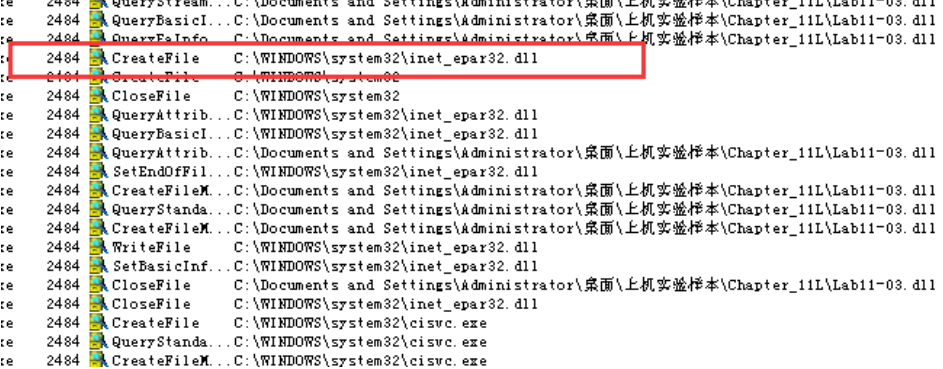 ce 2484 QueryStream...C:\Documents and Settings\Administrator\桌面\上机实验样本\Chapter_11L\Lab11-03.dll
ce 2484 QueryBasicI...C:\Documents and Settings\Administrator\桌面\上机实验样本\Chapter_11L\Lab11-03.dll
ce 2484 QueryEaInfo...C:\Documents and Settings\Administrator\桌面\上机实验样本\Chapter_11L\Lab11-03.dll
ce 2484 CreateFile C:\WINDOWS\system32\inet_epar32.dll
ce 2484 CreateFile C:\WINDOWS\system32
ce 2484 CloseFile C:\WINDOWS\system32
ce 2484 QueryAttrib...C:\WINDOWS\system32\inet_epar32.dll
ce 2484 QueryBasicI...C:\WINDOWS\system32\inet_epar32.dll
ce 2484 QueryAttrib...C:\Documents and Settings\Administrator\桌面\上机实验样本\Chapter_11L\Lab11-03.dll
ce 2484 SetEndOfFil...C:\WINDOWS\system32\inet_epar32.dll
ce 2484 CreateFileM...C:\Documents and Settings\Administrator\桌面\上机实验样本\Chapter_11L\Lab11-03.dll
ce 2484 QueryStanda...C:\Documents and Settings\Administrator\桌面\上机实验样本\Chapter_11L\Lab11-03.dll
ce 2484 CreateFileM...C:\Documents and Settings\Administrator\桌面\上机实验样本\Chapter_11L\Lab11-03.dll
ce 2484 WriteFile C:\WINDOWS\system32\inet_epar32.dll
ce 2484 SetBasicInf...C:\WINDOWS\system32\inet_epar32.dll
ce 2484 CloseFile C:\Documents and Settings\Administrator\桌面\上机实验样本\Chapter_11L\Lab11-03.dll
ce 2484 CloseFile C:\WINDOWS\system32\inet_epar32.dll
ce 2484 CreateFile C:\WINDOWS\system32\cisvc.exe
ce 2484 QueryStanda...C:\WINDOWS\system32\cisvc.exe
ce 2484 CreateFileM...C:\WINDOWS\system32\cisvc.exe